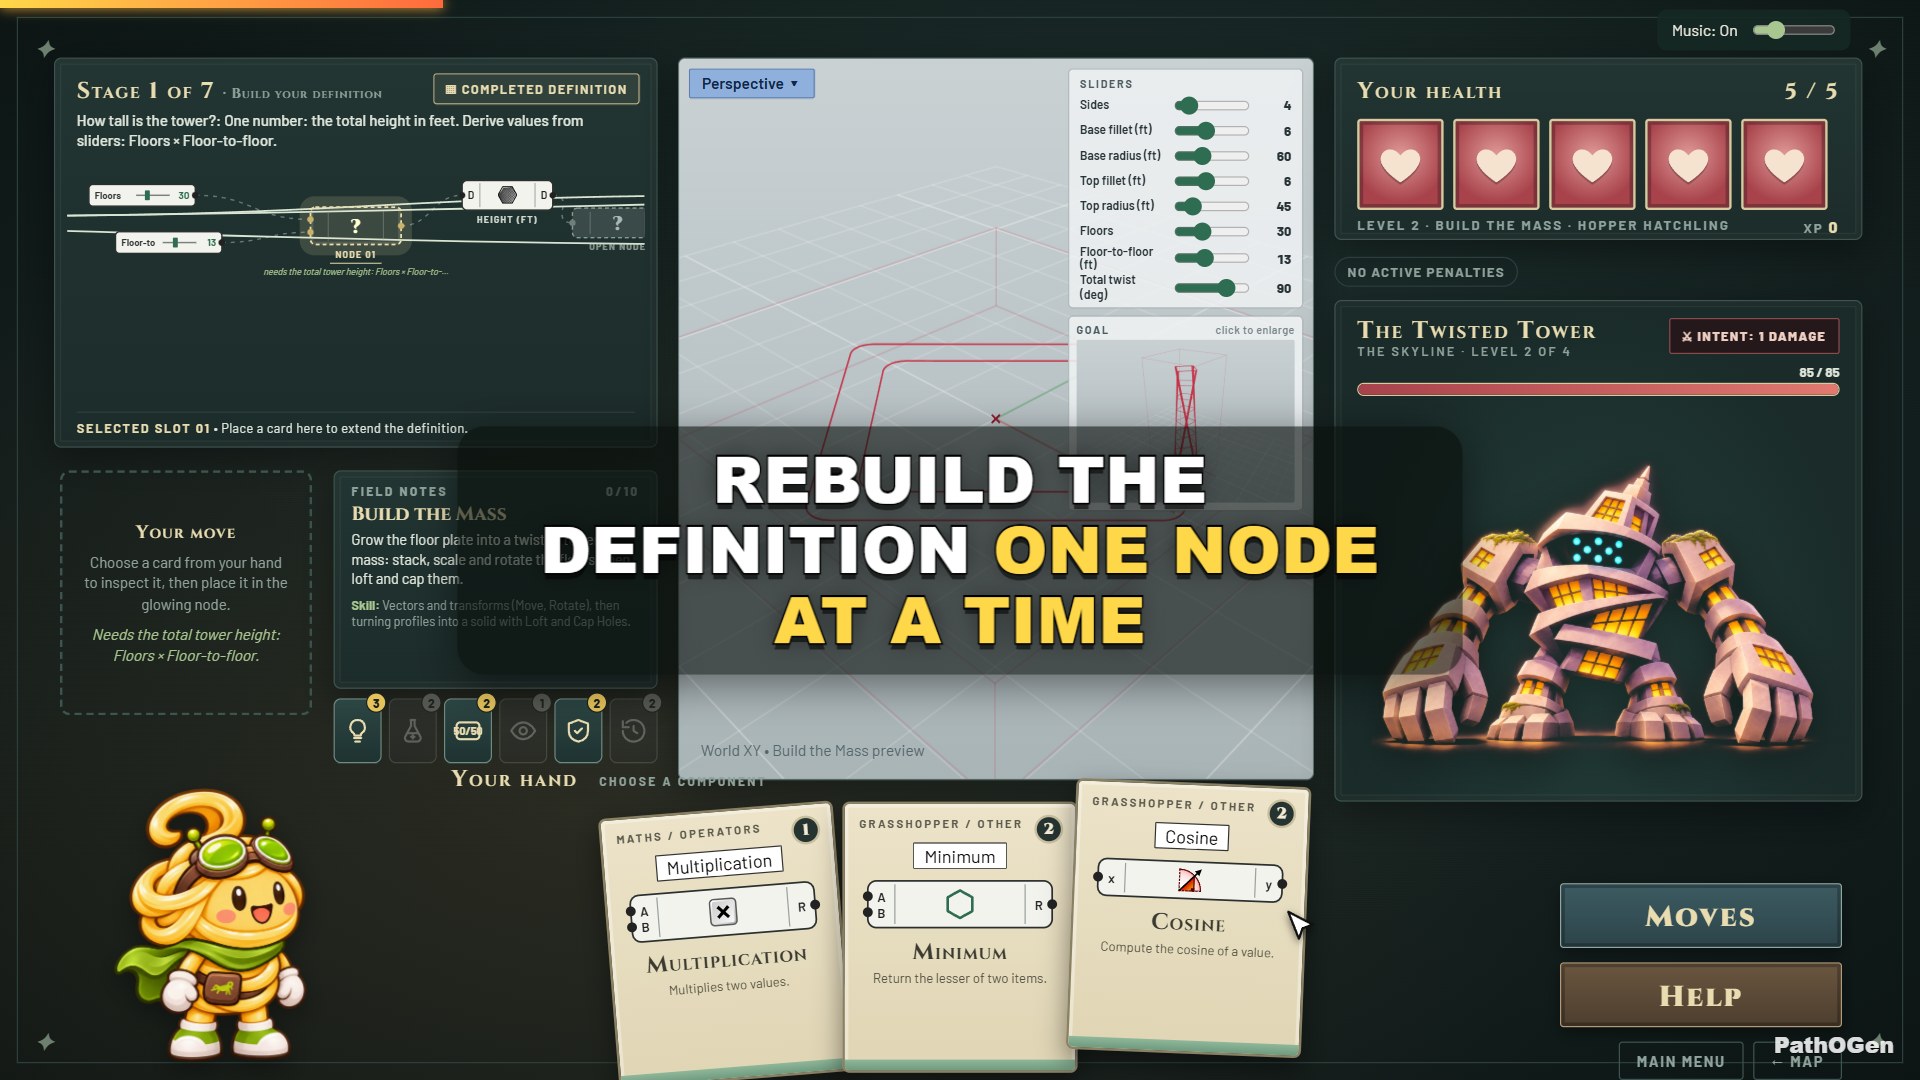 Music: On
STAGE 1 OF 7 · BUILD YOUR DEFINITION
COMPLETED DEFINITION
How tall is the tower?: One number: the total height in feet. Derive values from
sliders: Floors × Floor-to-floor.
Floors 30
Floor-to 13
?
NODE 01
needs the total tower height: Floors × Floor-to-...
D D
HEIGHT (FT)
?
OPEN NODE
SELECTED SLOT 01 • Place a card here to extend the definition.
Perspective ▾
SLIDERS
Sides 4
Base fillet (ft) 6
Base radius (ft) 60
Top fillet (ft) 6
Top radius (ft) 45
Floors 30
Floor-to-floor (ft) 13
Total twist (deg) 90
GOAL click to enlarge
YOUR HEALTH 5 / 5
LEVEL 2 · BUILD THE MASS · HOPPER HATCHLING XP 0
NO ACTIVE PENALTIES
THE TWISTED TOWER
THE SKYLINE · LEVEL 2 OF 4
INTENT: 1 DAMAGE
85 / 85
REBUILD THE
DEFINITION ONE NODE
AT A TIME
YOUR MOVE
Choose a card from your hand
to inspect it, then place it in the
glowing node.
Needs the total tower height:
Floors × Floor-to-floor.
FIELD NOTES 0/10
BUILD THE MASS
Grow the floor plate into a twist
mass: stack, scale and rotate the
loft and cap them.
Skill: Vectors and transforms (Move, Rotate), then
turning profiles into a solid with Loft and Cap Holes.
3 2 2 1 2 2
50/50
World XY • Build the Mass preview
YOUR HAND CHOOSE A COMPONENT
MATHS / OPERATORS 1
Multiplication
A
B
R
MULTIPLICATION
Multiplies two values.
GRASSHOPPER / OTHER 2
Minimum
A
B
R
MINIMUM
Return the lesser of two items.
GRASSHOPPER / OTHER 2
Cosine
x y
COSINE
Compute the cosine of a value.
MOVES
HELP
MAIN MENU
← MAP
PathOGen